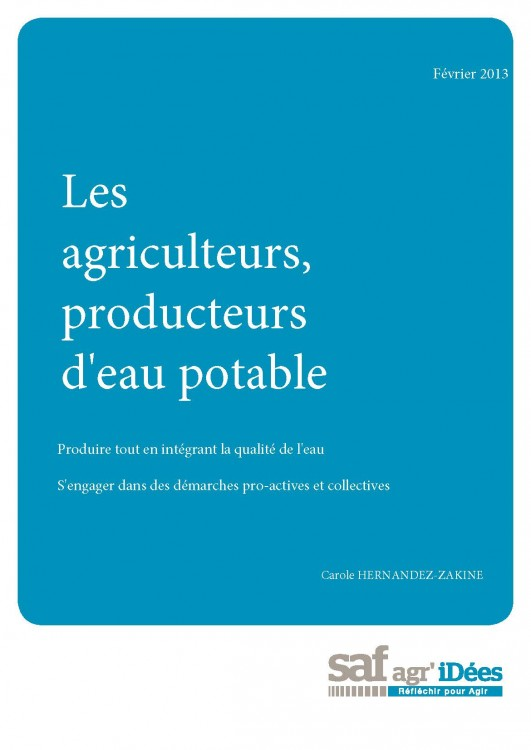 Février 2013
Les
agriculteurs,
producteurs
d'eau potable
Produire tout en intégrant la qualité de l'eau
S'engager dans des démarches pro-actives et collectives
Carole HERNANDEZ-ZAKINE
saf agr' iDées
Réfléchir pour Agir